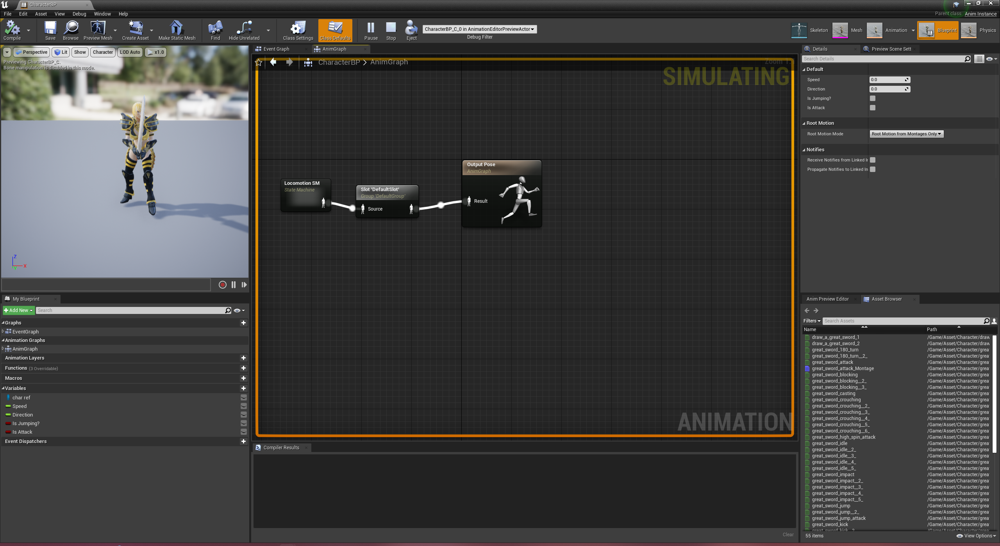 CharacterBP
File Edit Asset View Debug Window Help
Parent class: Anim Instance
Compile
Save
Browse
Preview Mesh
Create Asset
Make Static Mesh
Find
Hide Unrelated
Class Settings
Class Defaults
Pause
Stop
Eject
CharacterBP_C_0 in AnimationEditorPreviewActor
Debug Filter
Skeleton
Mesh
Animation
Blueprint
Physics
Perspective Lit Show Character LOD Auto x1.0
Previewing CharacterBP_C.
Bone manipulation is disabled in this mode.
Z
X
My Blueprint
Add New Search
Graphs
EventGraph
Animation Graphs
AnimGraph
Animation Layers
Functions (3 Overridable)
Macros
Variables
char ref
Speed
Direction
Is Jumping?
Is Attack
Event Dispatchers
Event Graph AnimGraph
CharacterBP > AnimGraph
SIMULATING
Locomotion SM
State Machine
Slot 'DefaultSlot'
Group 'DefaultGroup'
Source
Output Pose
AnimGraph
Result
ANIMATION
Compiler Results
Clear
Details Preview Scene Sett
Search Details
Default
Speed 0.0
Direction 0.0
Is Jumping?
Is Attack
Root Motion
Root Motion Mode Root Motion from Montages Only
Notifies
Receive Notifies from Linked
Propagate Notifies to Linked In
Anim Preview Editor Asset Browser
Filters Search Assets
Name Path
draw_a_great_sword_1 /Game/Asset/Character/draw
draw_a_great_sword_2 /Game/Asset/Character/draw
great_sword_180_turn /Game/Asset/Character/grea
great_sword_180_turn__2_ /Game/Asset/Character/grea
great_sword_attack /Game/Asset/Character/grea
great_sword_attack_Montage /Game/Asset/Character/grea
great_sword_blocking /Game/Asset/Character/grea
great_sword_blocking__2_ /Game/Asset/Character/grea
great_sword_blocking__3_ /Game/Asset/Character/grea
great_sword_casting /Game/Asset/Character/grea
great_sword_crouching /Game/Asset/Character/grea
great_sword_crouching__2_ /Game/Asset/Character/grea
great_sword_crouching__3_ /Game/Asset/Character/grea
great_sword_crouching__4_ /Game/Asset/Character/grea
great_sword_crouching__5_ /Game/Asset/Character/grea
great_sword_crouching__6_ /Game/Asset/Character/grea
great_sword_high_spin_attack /Game/Asset/Character/grea
great_sword_idle /Game/Asset/Character/grea
great_sword_idle__2_ /Game/Asset/Character/grea
great_sword_idle__3_ /Game/Asset/Character/grea
great_sword_idle__4_ /Game/Asset/Character/grea
great_sword_idle__5_ /Game/Asset/Character/grea
great_sword_impact /Game/Asset/Character/grea
great_sword_impact__2_ /Game/Asset/Character/grea
great_sword_impact__3_ /Game/Asset/Character/grea
great_sword_impact__4_ /Game/Asset/Character/grea
great_sword_impact__5_ /Game/Asset/Character/grea
great_sword_jump /Game/Asset/Character/grea
great_sword_jump__2_ /Game/Asset/Character/grea
great_sword_jump_attack /Game/Asset/Character/grea
great_sword_kick /Game/Asset/Character/grea
55 items View Options